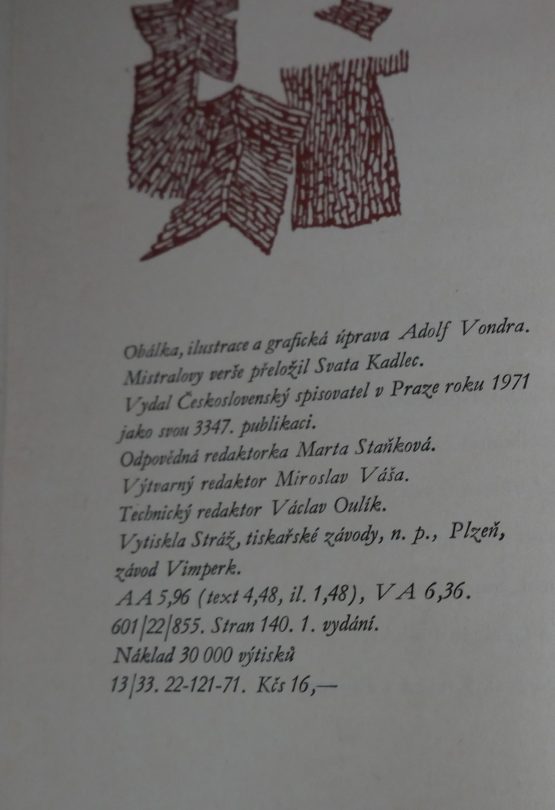 Obálka, ilustrace a grafická úprava Adolf Vondra.
Mistralovy verše přeložil Svata Kadlec.
Vydal Československý spisovatel v Praze roku 1971
jako svou 3347. publikaci.
Odpovědná redaktorka Marta Staňková.
Výtvarný redaktor Miroslav Váša.
Technický redaktor Václav Oulík.
Vytiskla Stráž, tiskařské závody, n. p., Plzeň,
závod Vimperk.
AA 5,96 (text 4,48, il. 1,48), VA 6,36.
601/22/855. Stran 140. 1. vydání.
Náklad 30 000 výtisků
13/33. 22-121-71. Kčs 16,—